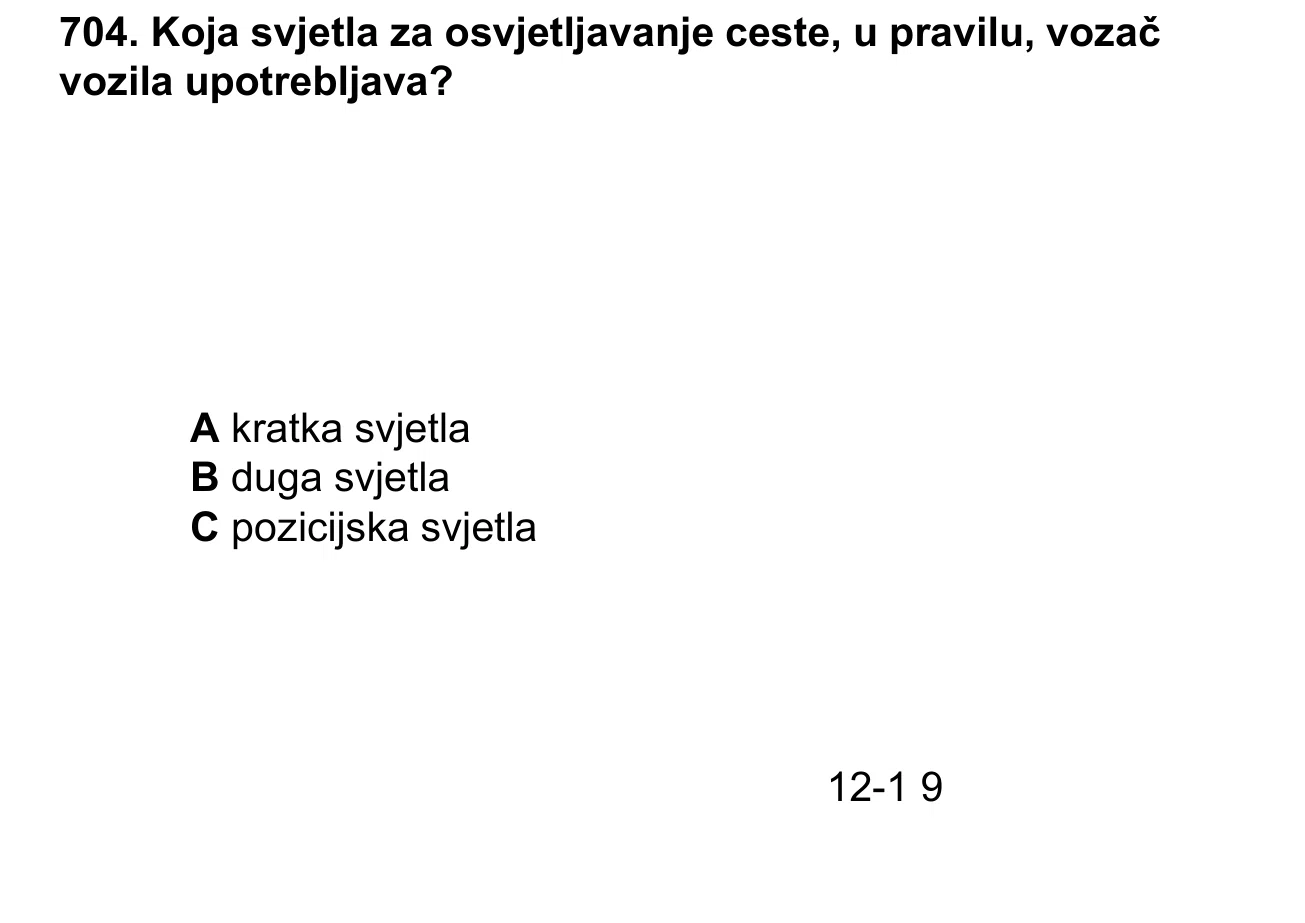 704. Koja svjetla za osvjetljavanje ceste, u pravilu, vozač
vozila upotrebljava?
A kratka svjetla
B duga svjetla
C pozicijska svjetla
12-1 9